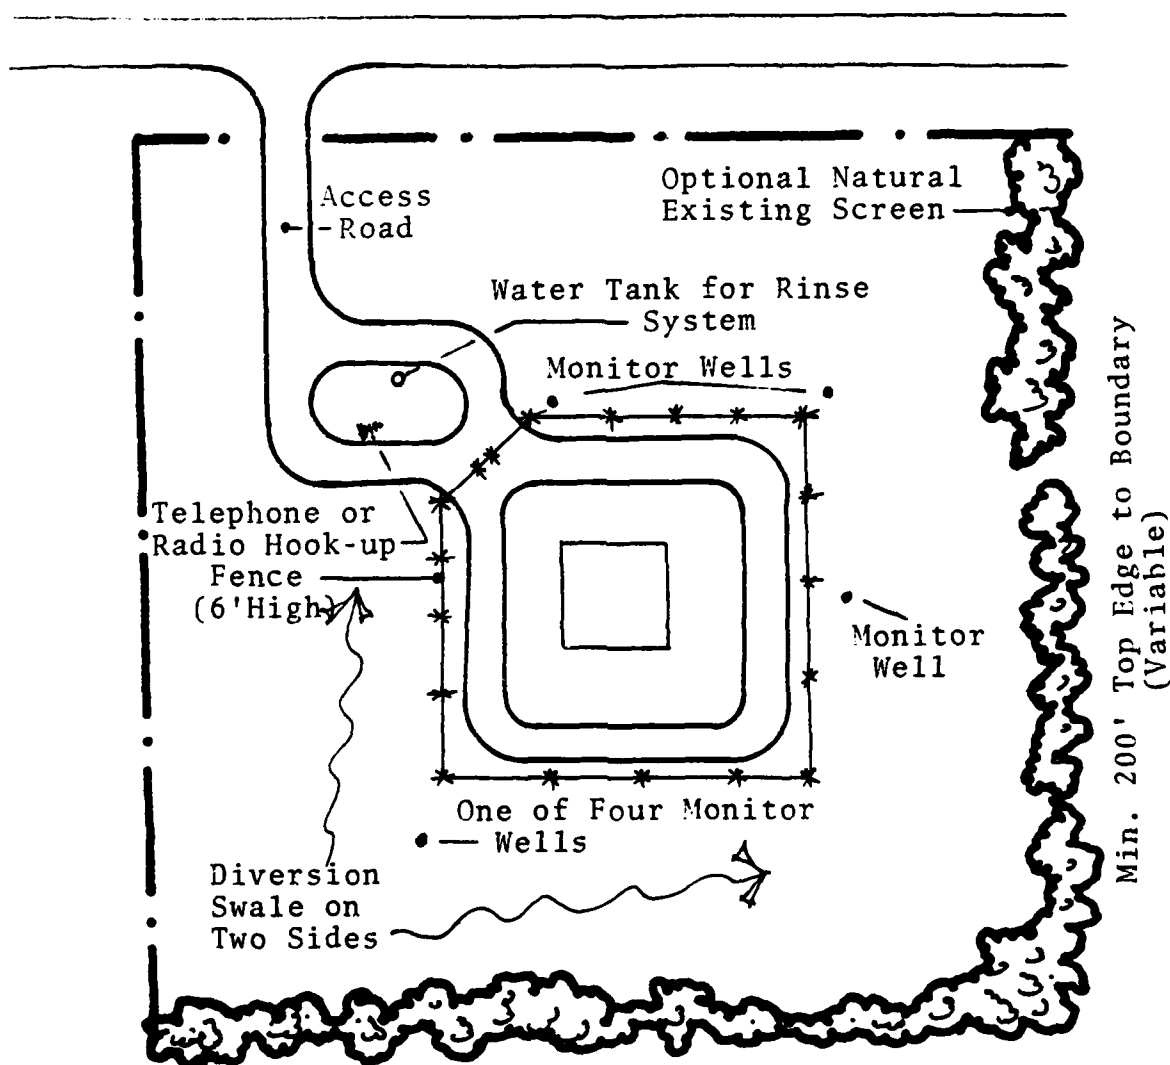 Access
Road
Optional Natural
Existing Screen
Water Tank for Rinse
System
Monitor Wells
Telephone or
Radio Hook-up
Fence
(6'High)
Monitor
Well
Min. 200' Top Edge to Boundary
(Variable)
One of Four Monitor
Wells
Diversion
Swale on
Two Sides